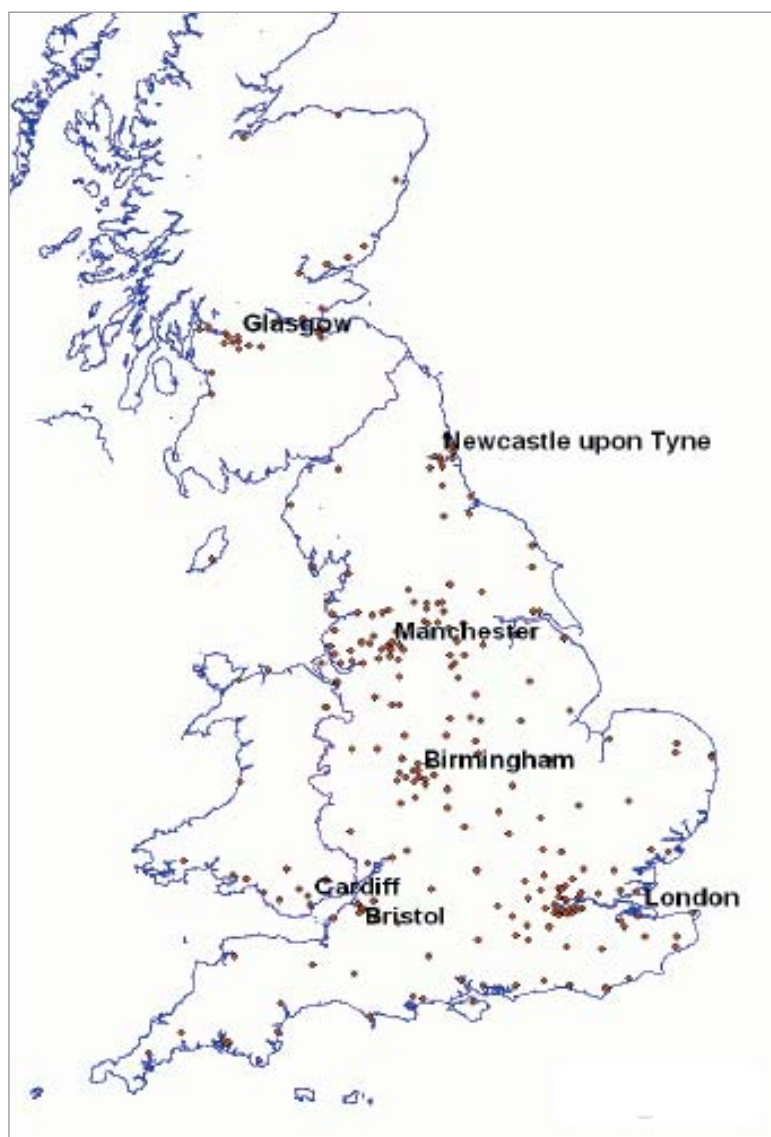 Glasgow
Newcastle upon Tyne
Manchester
Birmingham
Cardiff
London
Bristol